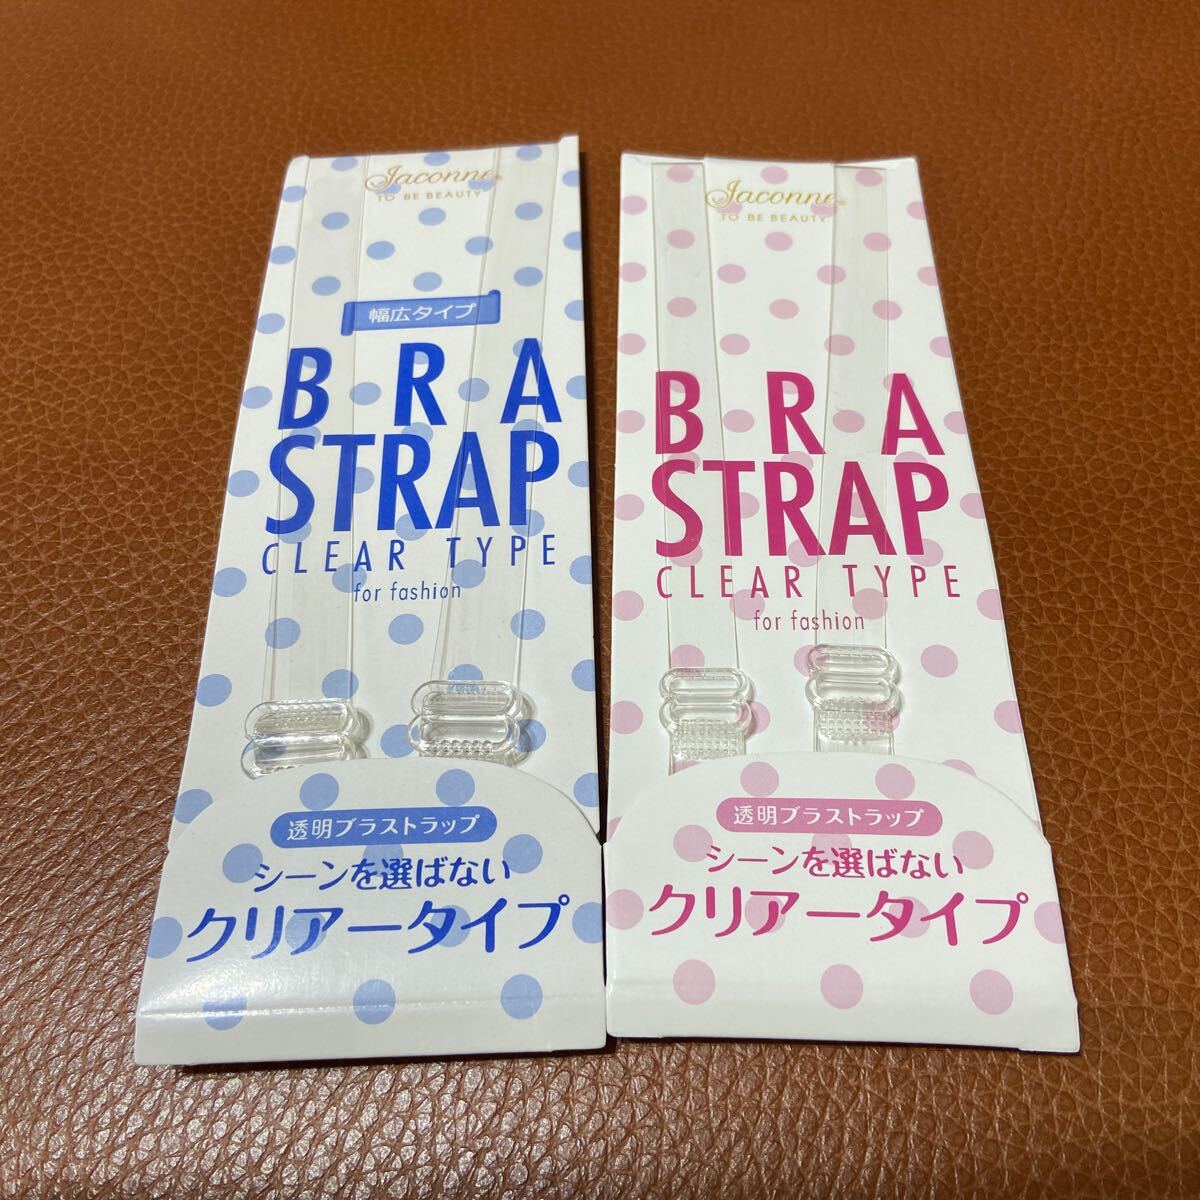 Jaconne
TO BE BEAUTY
幅広タイプ
BRA
STRAP
CLEAR TYPE
for fashion
透明ブラストラップ
シーンを選ばない
クリアータイプ
Jaconne
TO BE BEAUTY
BRA
STRAP
CLEAR TYPE
for fashion
透明ブラストラップ
シーンを選ばない
クリアータイプ